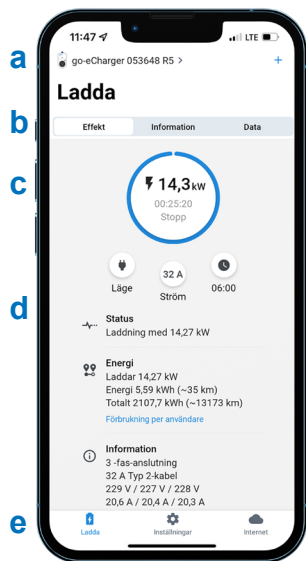 11:47 LTE
a go-eCharger 053648 R5 > +
Ladda
b Effekt Information Data
c 14,3 kW
00:25:20
Stopp
32 A
Läge Ström 06:00
d Status
Laddning med 14,27 kW
Energi
Laddar 14,27 kW
Energi 5,59 kWh (~35 km)
Totalt 2107,7 kWh (~13173 km)
Förbrukning per användare
Information
3 -fas-anslutning
32 A Typ 2-kabel
229 V / 227 V / 228 V
20,6 A / 20,4 A / 20,3 A
e Ladda Inställningar Internet